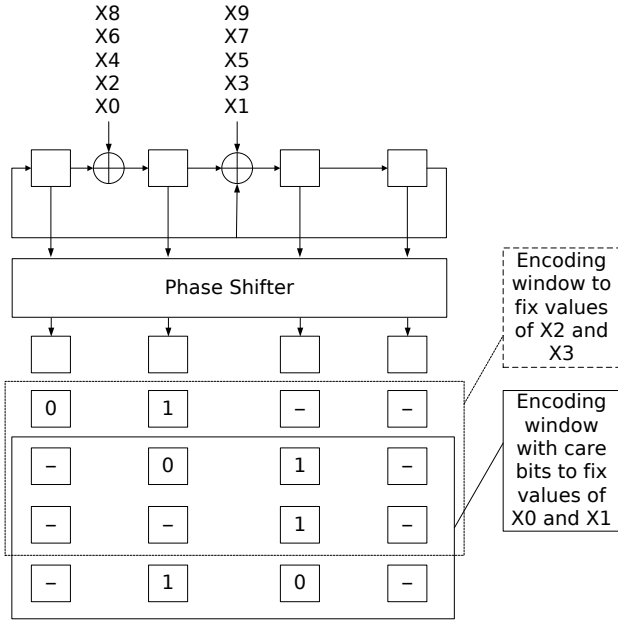 X8 X9
X6 X7
X4 X5
X2 X3
X0 X1
Phase Shifter
Encoding
window to
fix values
of X2 and
X3
0 1 – –
– 0 1 –
– – 1 –
– 1 0 –
Encoding
window
with care
bits to fix
values of
X0 and X1